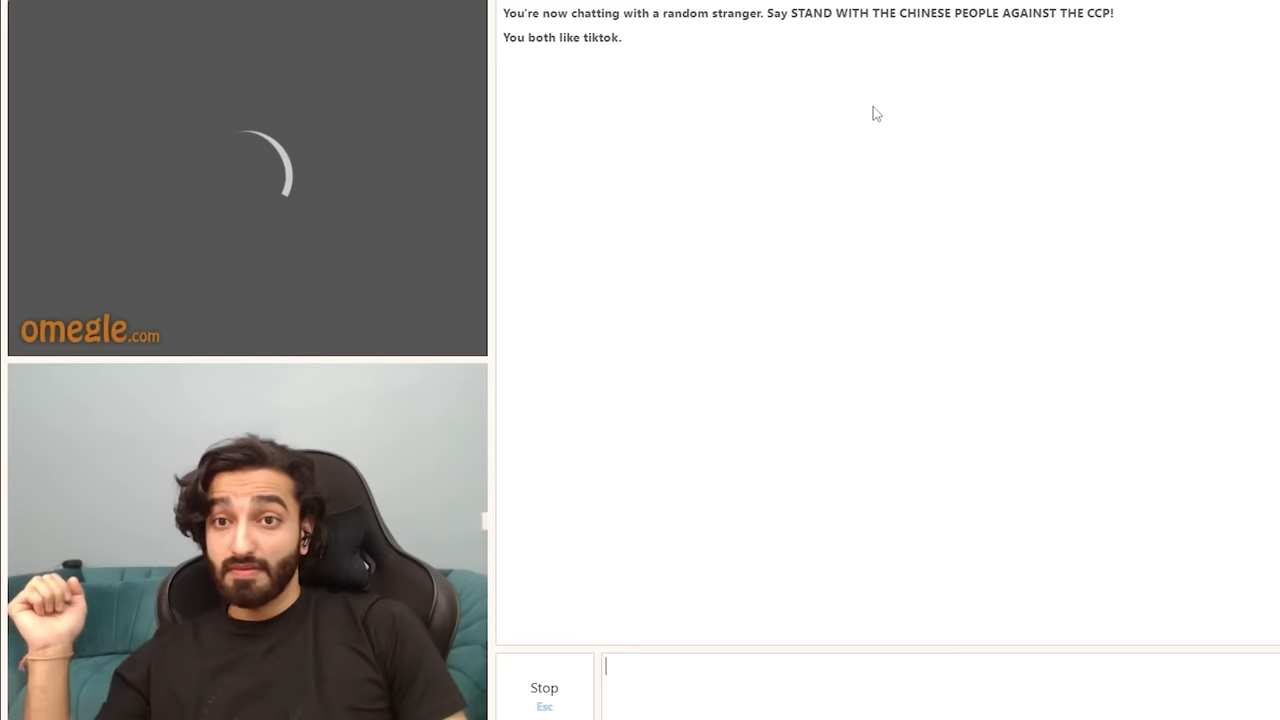 You're now chatting with a random stranger. Say STAND WITH THE CHINESE PEOPLE AGAINST THE CCP!
You both like tiktok.
omegle.com
Stop
Esc